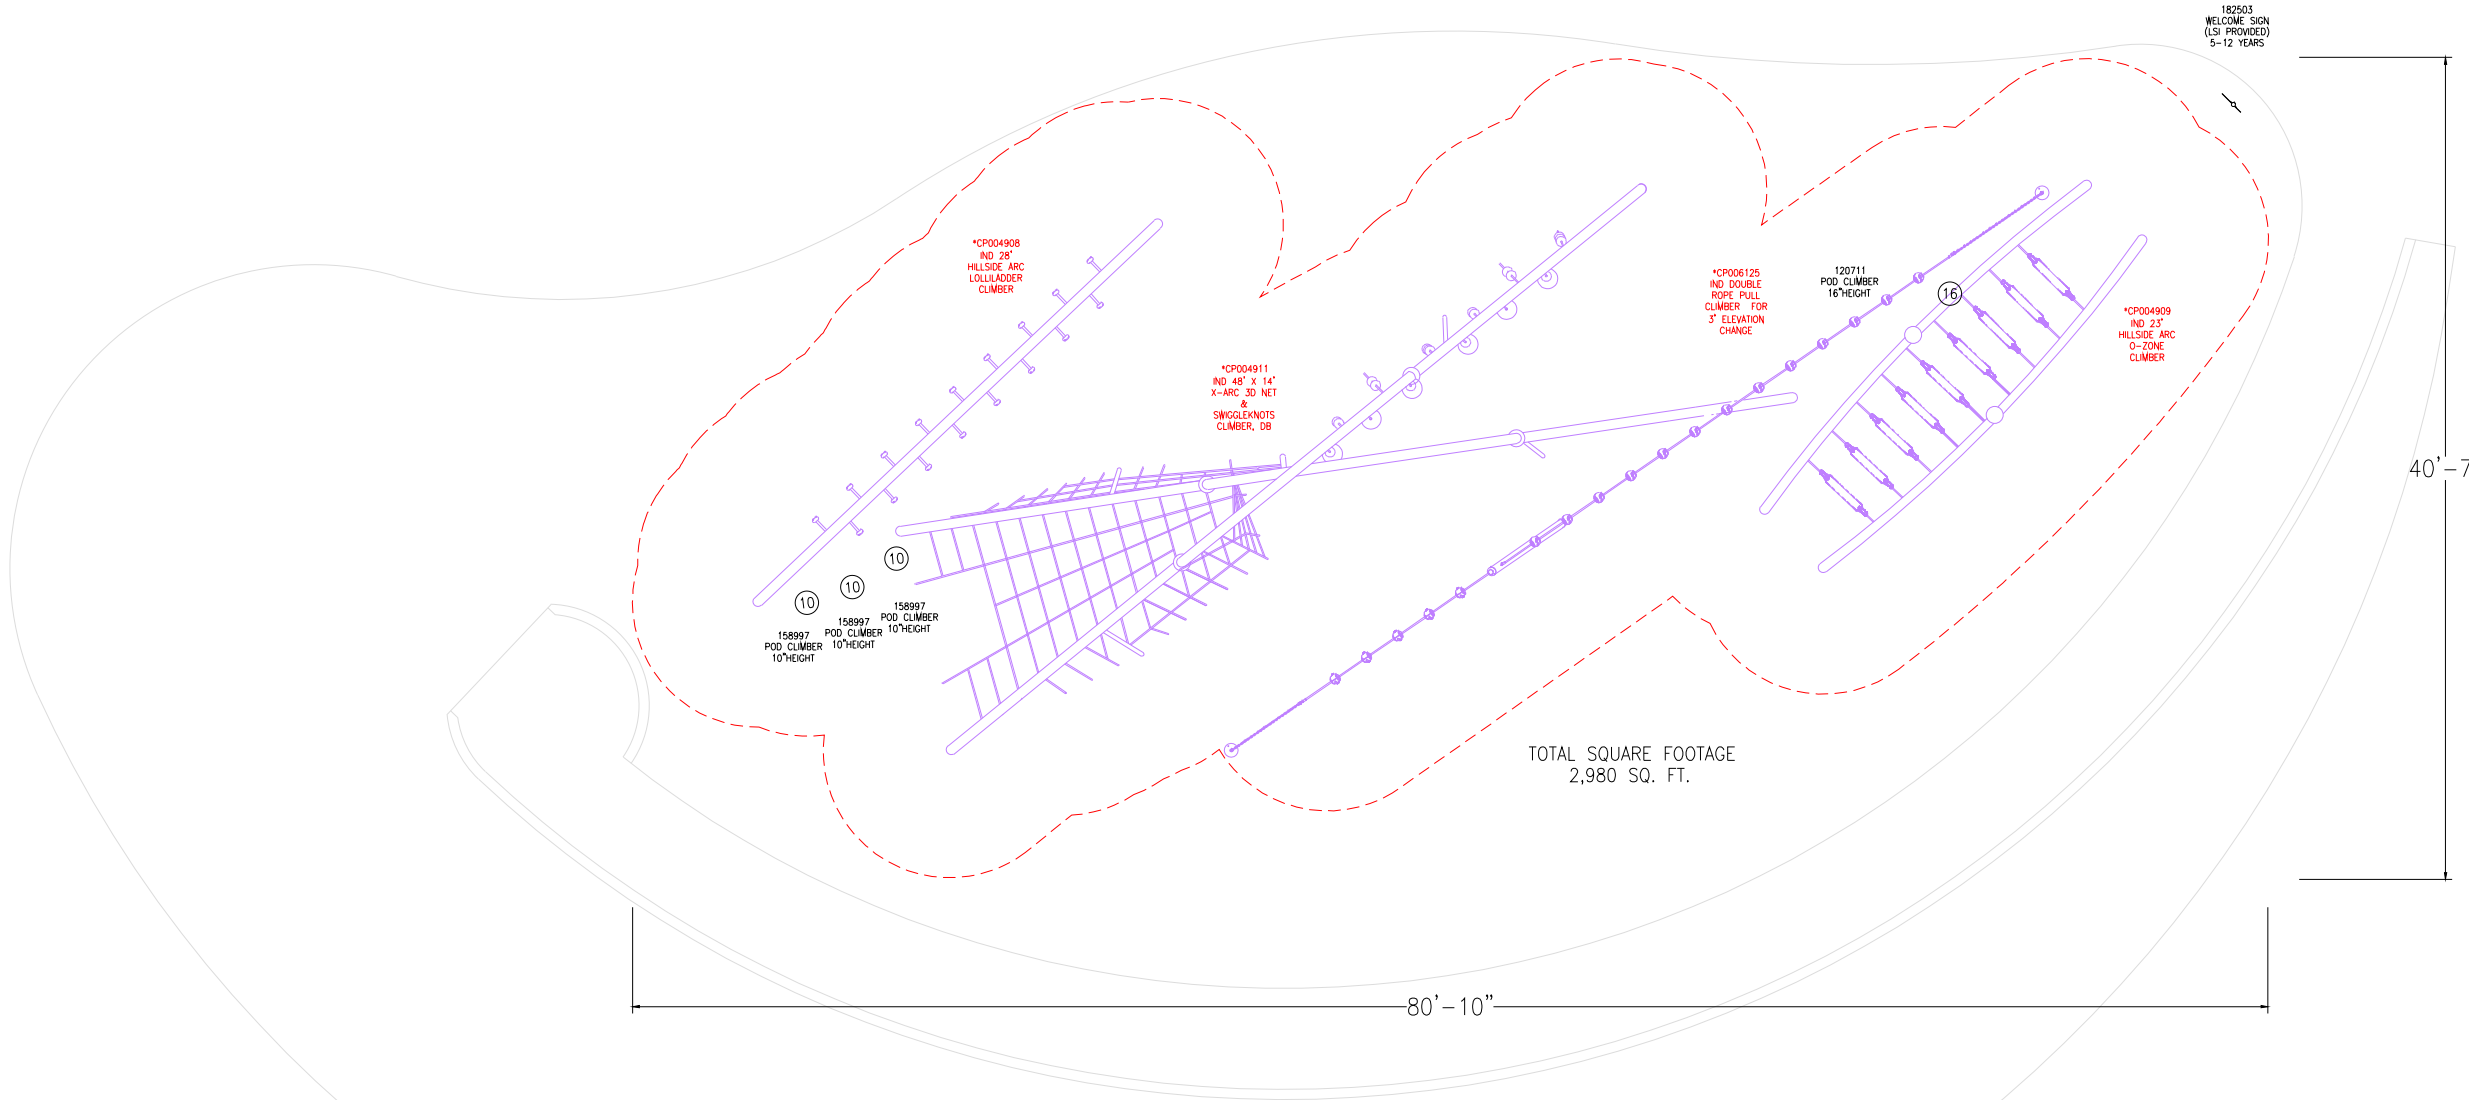 182503
WELCOME SIGN
(LSI PROVIDED)
5-12 YEARS
*CP004908
IND 28'
HILLSIDE ARC
LOLLILADDER
CLIMBER
*CP004911
IND 48' X 14'
X-ARC 3D NET
&
SWIGGLEKNOTS
CLIMBER, DB
*CP006125
IND DOUBLE
ROPE PULL
CLIMBER FOR
3' ELEVATION
CHANGE
120711
POD CLIMBER
16"HEIGHT
16
*CP004909
IND 23'
HILLSIDE ARC
O-ZONE
CLIMBER
40'-7
10
10
10
158997
POD CLIMBER
10"HEIGHT
158997
POD CLIMBER
10"HEIGHT
158997
POD CLIMBER
10"HEIGHT
TOTAL SQUARE FOOTAGE
2,980 SQ. FT.
80'-10"